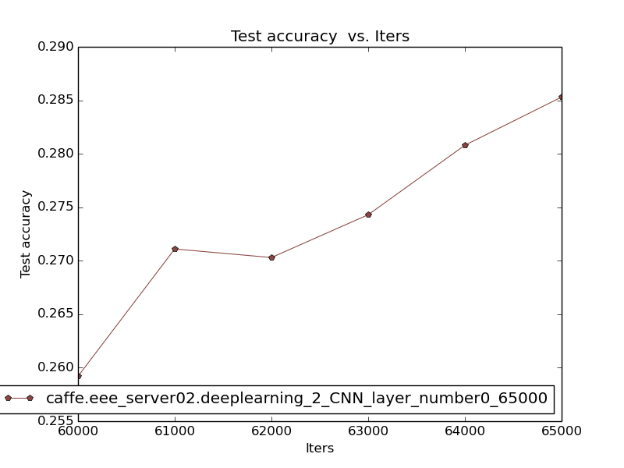 Test accuracy  vs. Iters
0.290
0.285
0.280
0.275
0.270
0.265
0.260
0.255
Test accuracy
caffe.eee_server02.deeplearning_2_CNN_layer_number0_65000
60000 61000 62000 63000 64000 65000
Iters